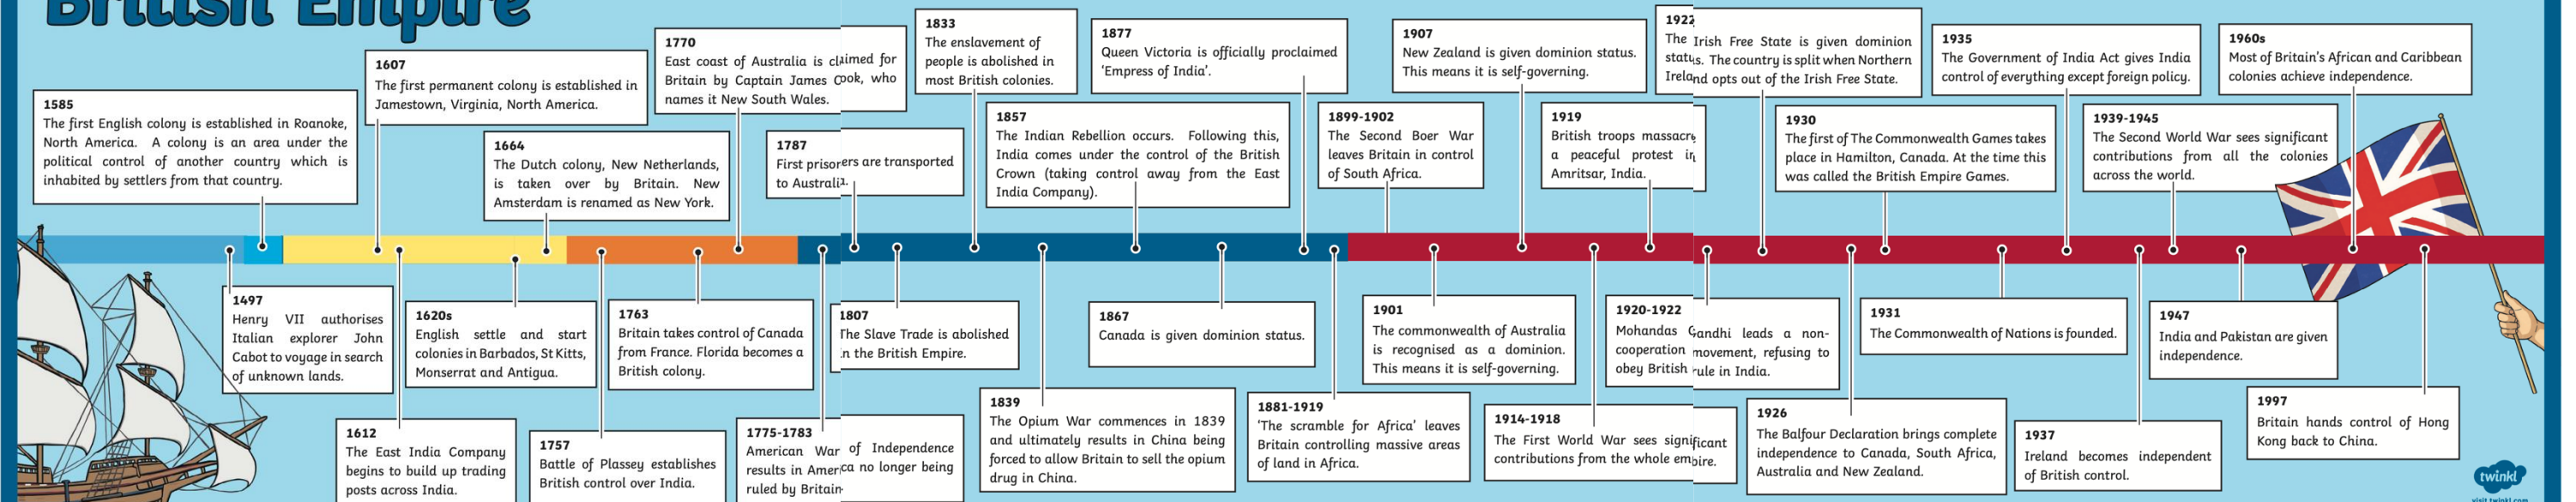 British Empire
1497
Henry VII authorises
Italian explorer John
Cabot to voyage in search
of unknown lands.
1585
The first English colony is established in Roanoke,
North America. A colony is an area under the
political control of another country which is
inhabited by settlers from that country.
1607
The first permanent colony is established in
Jamestown, Virginia, North America.
1612
The East India Company
begins to build up trading
posts across India.
1620s
English settle and start
colonies in Barbados, St Kitts,
Monserrat and Antigua.
1664
The Dutch colony, New Netherlands,
is taken over by Britain. New
Amsterdam is renamed as New York.
1757
Battle of Plassey establishes
British control over India.
1763
Britain takes control of Canada
from France. Florida becomes a
British colony.
1770
East coast of Australia is claimed for
Britain by Captain James Cook, who
names it New South Wales.
1775-1783
American War of Independence
results in America no longer being
ruled by Britain
1787
First prisoners are transported
to Australia.
1807
The Slave Trade is abolished
in the British Empire.
1833
The enslavement of
people is abolished in
most British colonies.
1839
The Opium War commences in 1839
and ultimately results in China being
forced to allow Britain to sell the opium
drug in China.
1857
The Indian Rebellion occurs. Following this,
India comes under the control of the British
Crown (taking control away from the East
India Company).
1867
Canada is given dominion status.
1877
Queen Victoria is officially proclaimed
‘Empress of India’.
1881-1919
‘The scramble for Africa’ leaves
Britain controlling massive areas
of land in Africa.
1899-1902
The Second Boer War
leaves Britain in control
of South Africa.
1901
The commonwealth of Australia
is recognised as a dominion.
This means it is self-governing.
1907
New Zealand is given dominion status.
This means it is self-governing.
1914-1918
The First World War sees significant
contributions from the whole empire.
1919
British troops massacre
a peaceful protest in
Amritsar, India.
1920-1922
Mohandas Gandhi leads a non-
cooperation movement, refusing to
obey British rule in India.
1922
The Irish Free State is given dominion
status. The country is split when Northern
Ireland opts out of the Irish Free State.
1926
The Balfour Declaration brings complete
independence to Canada, South Africa,
Australia and New Zealand.
1930
The first of The Commonwealth Games takes
place in Hamilton, Canada. At the time this
was called the British Empire Games.
1931
The Commonwealth of Nations is founded.
1935
The Government of India Act gives India
control of everything except foreign policy.
1937
Ireland becomes independent
of British control.
1939-1945
The Second World War sees significant
contributions from all the colonies
across the world.
1947
India and Pakistan are given
independence.
1960s
Most of Britain’s African and Caribbean
colonies achieve independence.
1997
Britain hands control of Hong
Kong back to China.
twinkl
visit twinkl.com